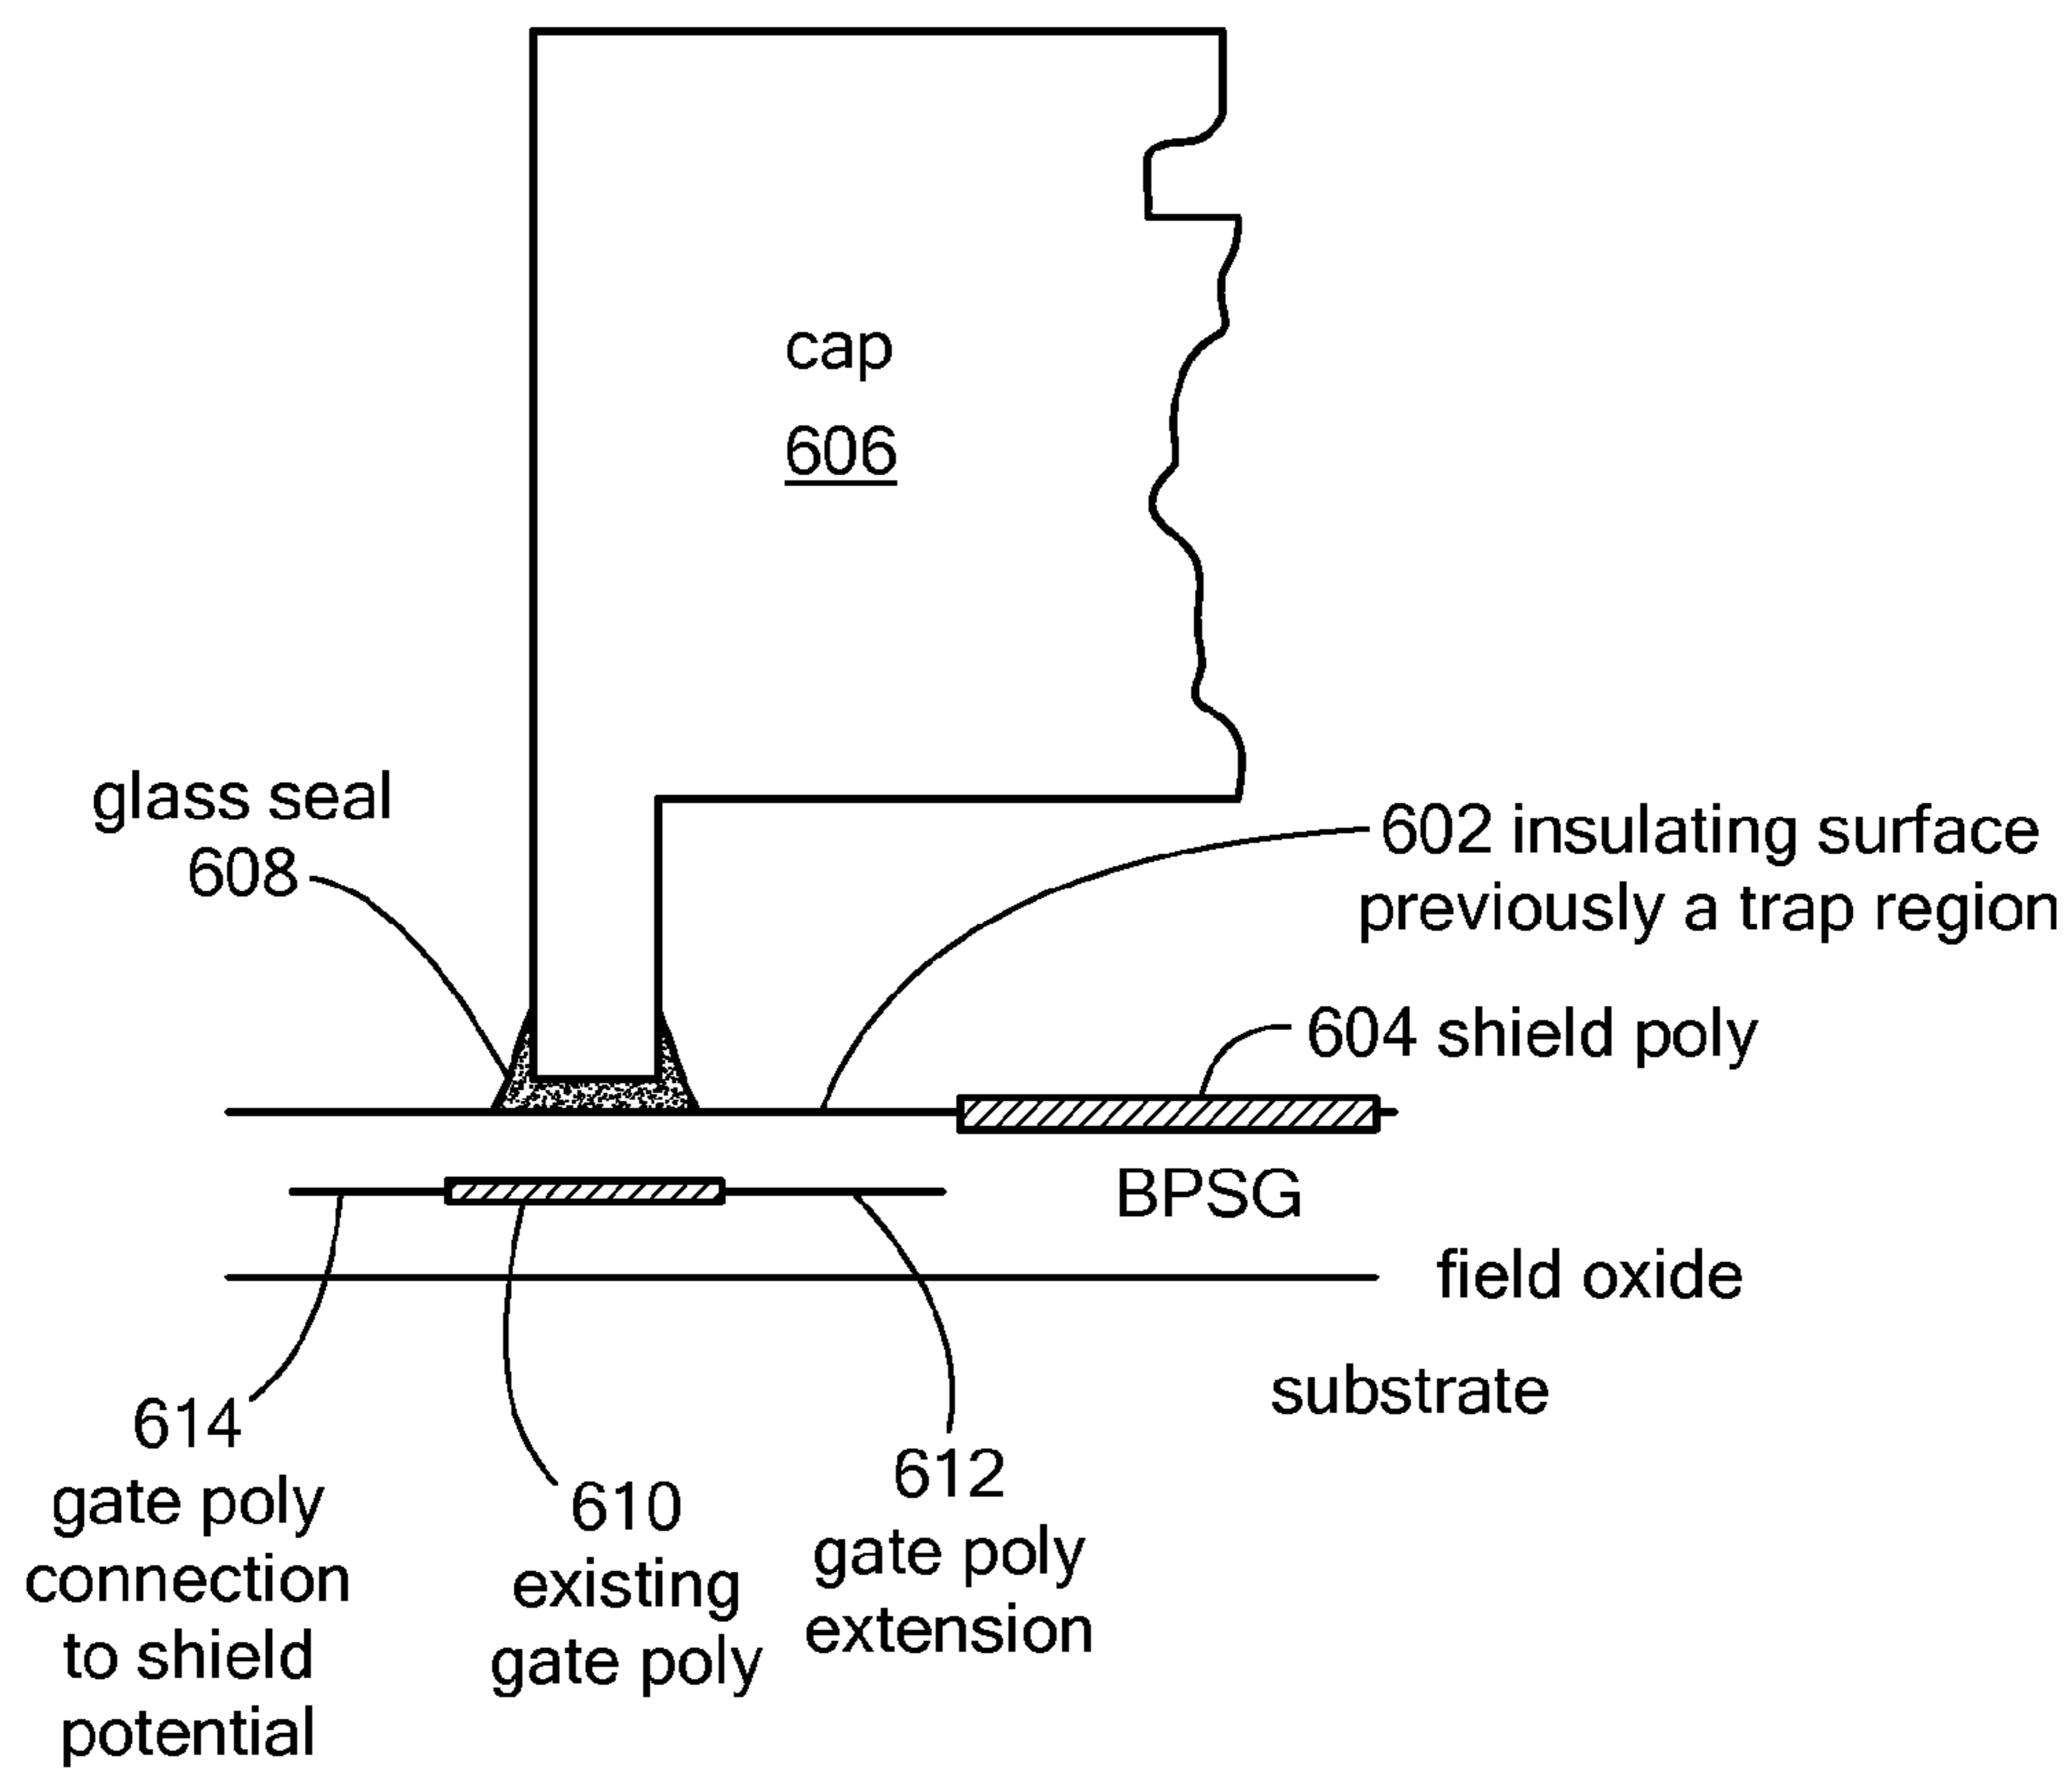 cap
606
glass seal
608
602 insulating surface
previously a trap region
604 shield poly
BPSG
field oxide
substrate
614
gate poly
connection
to shield
potential
610
existing
gate poly
612
gate poly
extension